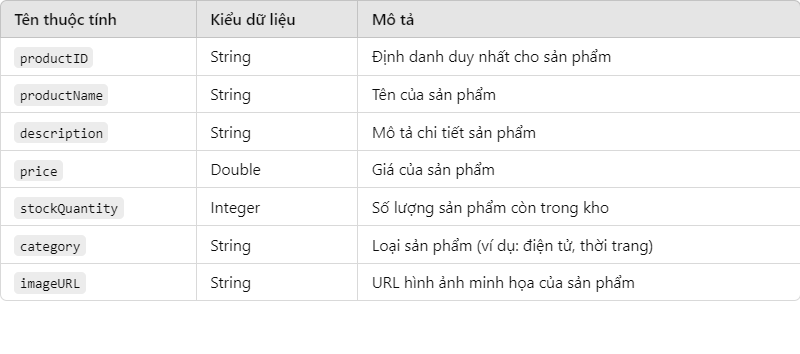 Tên thuộc tính Kiểu dữ liệu Mô tả
productID String Định danh duy nhất cho sản phẩm
productName String Tên của sản phẩm
description String Mô tả chi tiết sản phẩm
price Double Giá của sản phẩm
stockQuantity Integer Số lượng sản phẩm còn trong kho
category String Loại sản phẩm (ví dụ: điện tử, thời trang)
imageURL String URL hình ảnh minh họa của sản phẩm